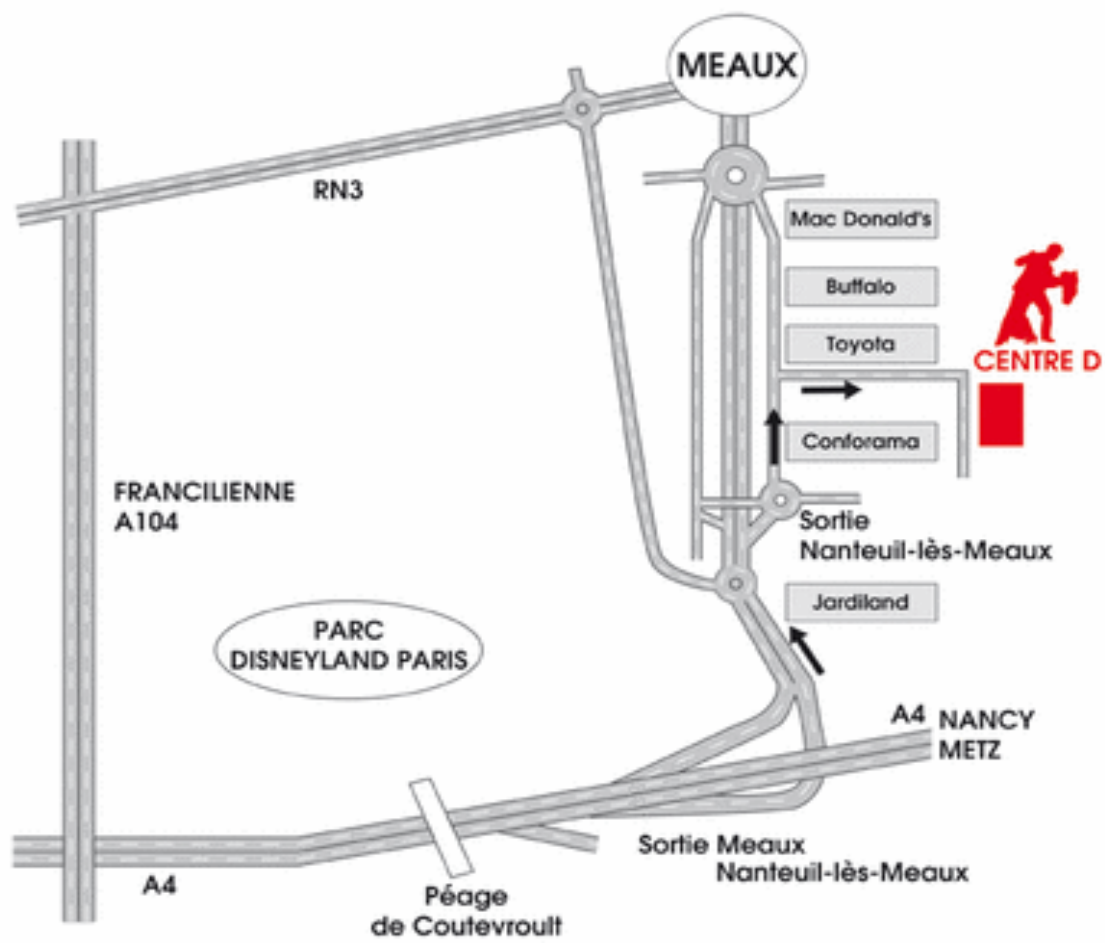 MEAUX
RN3
Mac Donald's
Buffalo
Toyota
CENTRE D
Conforama
FRANCILIENNE
A104
Sortie
Nanteuil-lès-Meaux
Jardiland
PARC
DISNEYLAND PARIS
A4 NANCY
METZ
Sortie Meaux
Nanteuil-lès-Meaux
A4
Péage
de Coutevroult